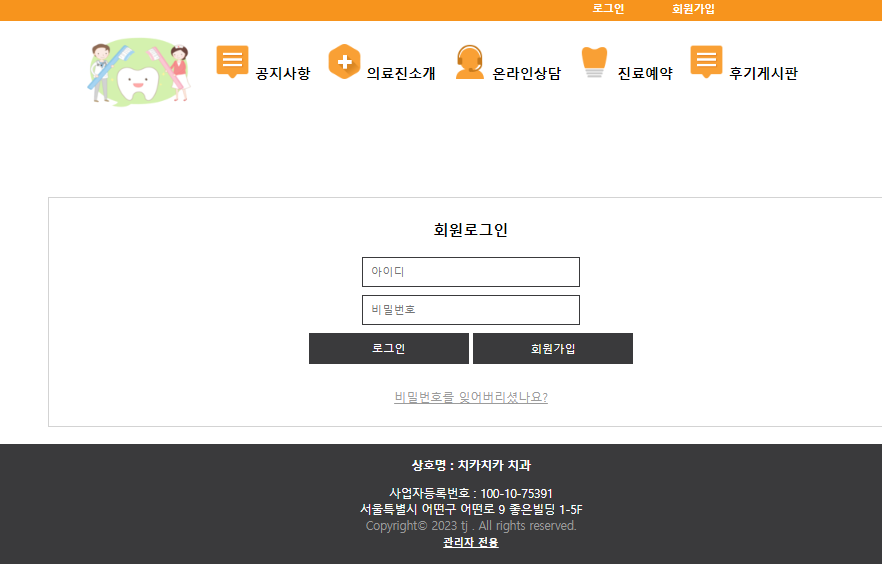 로그인 회원가입
공지사항 의료진소개 온라인상담 진료예약 후기게시판
회원로그인
아이디
비밀번호
로그인 회원가입
비밀번호를 잊어버리셨나요?
상호명 : 치카치카 치과
사업자등록번호 : 100-10-75391
서울특별시 어떤구 어떤로 9 좋은빌딩 1-5F
Copyright© 2023 tj . All rights reserved.
관리자 전용